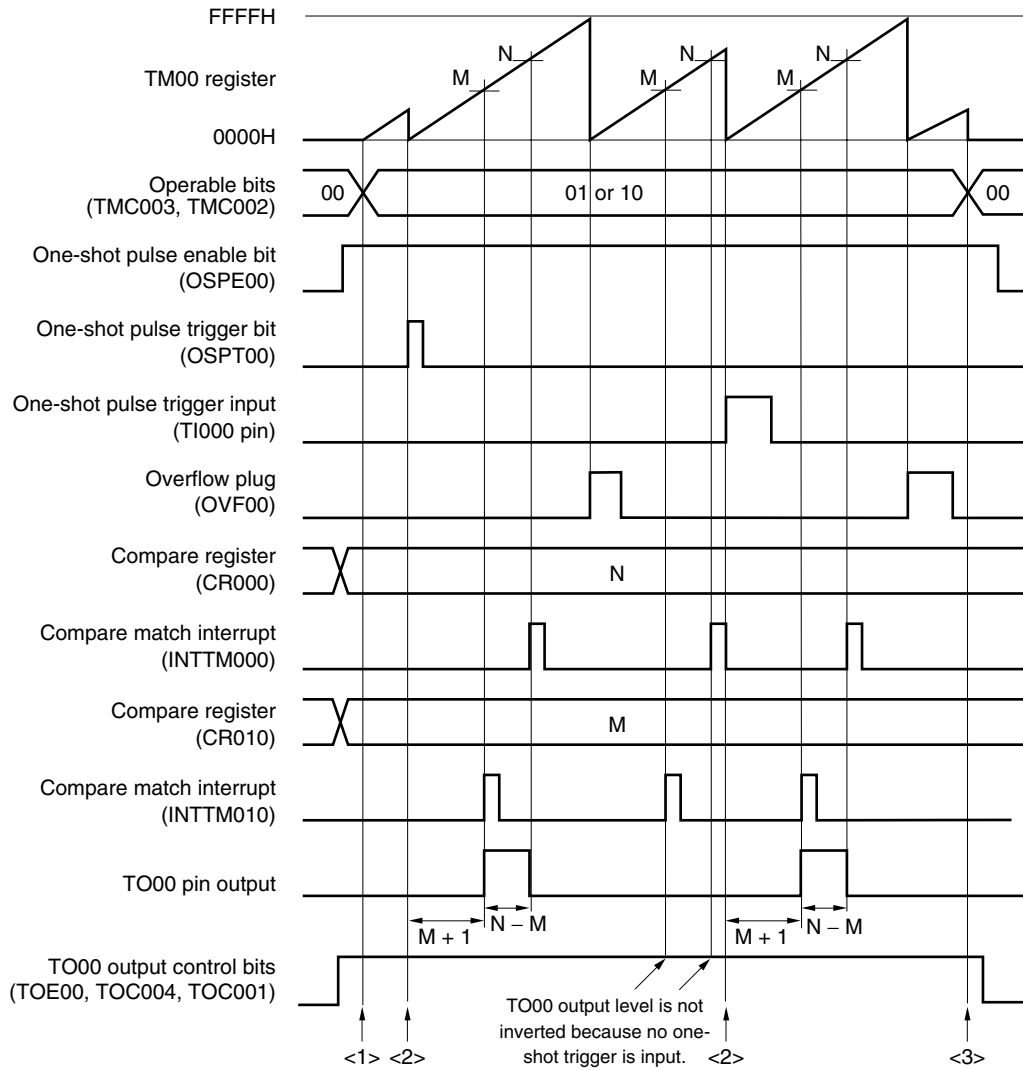 FFFFH
TM00 register
0000H
M
N
M
N
M
N
Operable bits
(TMC003, TMC002)
00
01 or 10
00
One-shot pulse enable bit
(OSPE00)
One-shot pulse trigger bit
(OSPT00)
One-shot pulse trigger input
(TI000 pin)
Overflow plug
(OVF00)
Compare register
(CR000)
N
Compare match interrupt
(INTTM000)
Compare register
(CR010)
M
Compare match interrupt
(INTTM010)
TO00 pin output
M + 1
N − M
M + 1
N − M
TO00 output control bits
(TOE00, TOC004, TOC001)
TO00 output level is not
inverted because no one-
shot trigger is input.
<1>
<2>
<2>
<3>